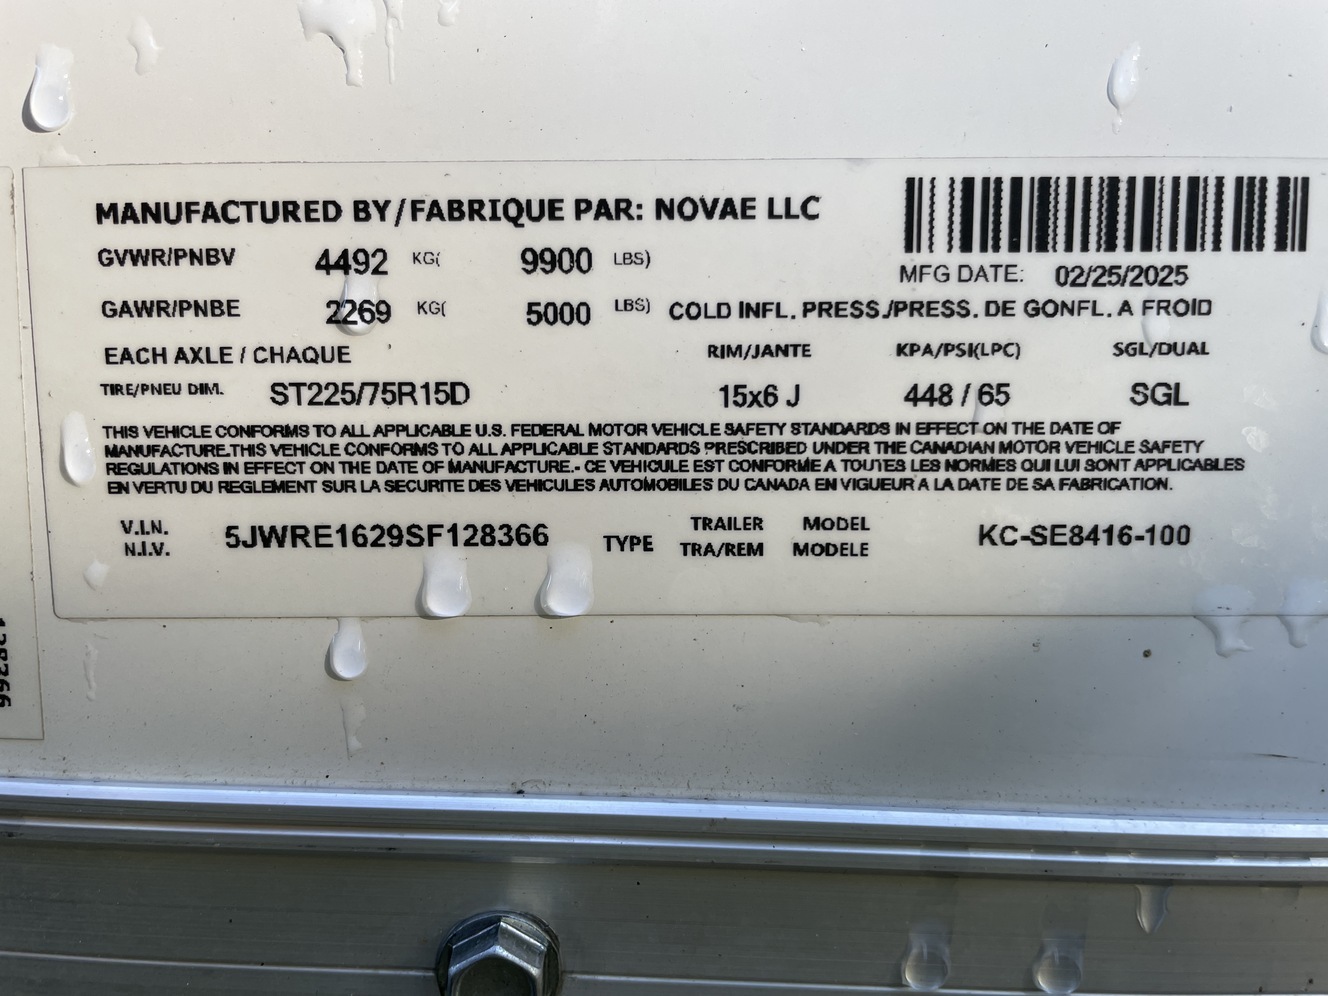 MANUFACTURED BY/FABRIQUE PAR: NOVAE LLC
GVWR/PNBV 4492 KG( 9900 LBS)
MFG DATE: 02/25/2025
GAWR/PNBE 2269 KG( 5000 LBS) COLD INFL. PRESS./PRESS. DE GONFL. A FROID
EACH AXLE / CHAQUE RIM/JANTE KPA/PSI(LPC) SGL/DUAL
TIRE/PNEU DIM. ST225/75R15D 15x6 J 448 / 65 SGL
THIS VEHICLE CONFORMS TO ALL APPLICABLE U.S. FEDERAL MOTOR VEHICLE SAFETY STANDARDS IN EFFECT ON THE DATE OF
MANUFACTURE.THIS VEHICLE CONFORMS TO ALL APPLICABLE STANDARDS PRESCRIBED UNDER THE CANADIAN MOTOR VEHICLE SAFETY
REGULATIONS IN EFFECT ON THE DATE OF MANUFACTURE.- CE VEHICULE EST CONFORME A TOUTES LES NORMES QUI LUI SONT APPLICABLES
EN VERTU DU REGLEMENT SUR LA SECURITE DES VEHICULES AUTOMOBILES DU CANADA EN VIGUEUR A LA DATE DE SA FABRICATION.
V.I.N. 5JWRE1629SF128366 TYPE TRAILER MODEL KC-SE8416-100
N.I.V. TRA/REM MODELE
128366